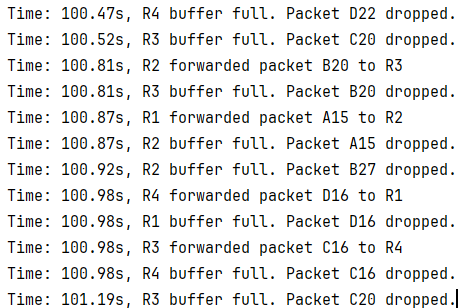 Time: 100.47s, R4 buffer full. Packet D22 dropped.
Time: 100.52s, R3 buffer full. Packet C20 dropped.
Time: 100.81s, R2 forwarded packet B20 to R3
Time: 100.81s, R3 buffer full. Packet B20 dropped.
Time: 100.87s, R1 forwarded packet A15 to R2
Time: 100.87s, R2 buffer full. Packet A15 dropped.
Time: 100.92s, R2 buffer full. Packet B27 dropped.
Time: 100.98s, R4 forwarded packet D16 to R1
Time: 100.98s, R1 buffer full. Packet D16 dropped.
Time: 100.98s, R3 forwarded packet C16 to R4
Time: 100.98s, R4 buffer full. Packet C16 dropped.
Time: 101.19s, R3 buffer full. Packet C20 dropped.